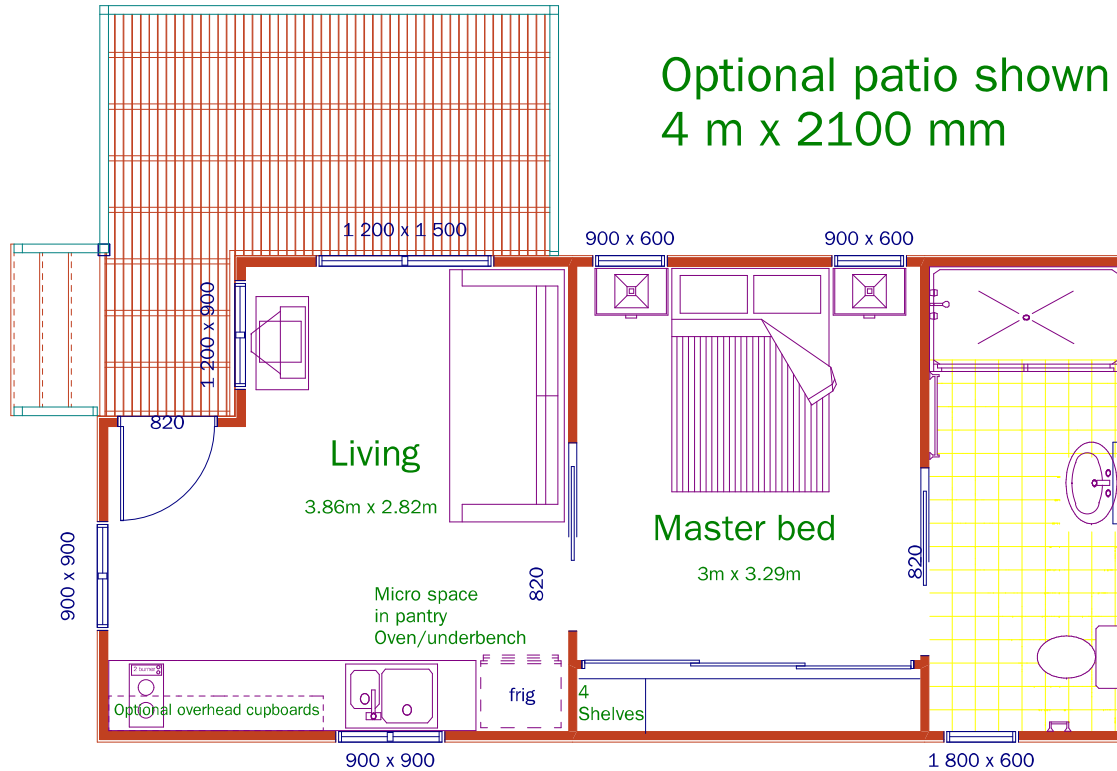 Optional patio shown
4 m x 2100 mm
1 200 x 1 500
900 x 600
900 x 600
1 200 x 900
820
Living
3.86m x 2.82m
Master bed
3m x 3.29m
900 x 900
820
820
Micro space
in pantry
Oven/underbench
2 burner
frig
4
Shelves
Optional overhead cupboards
900 x 900
1 800 x 600